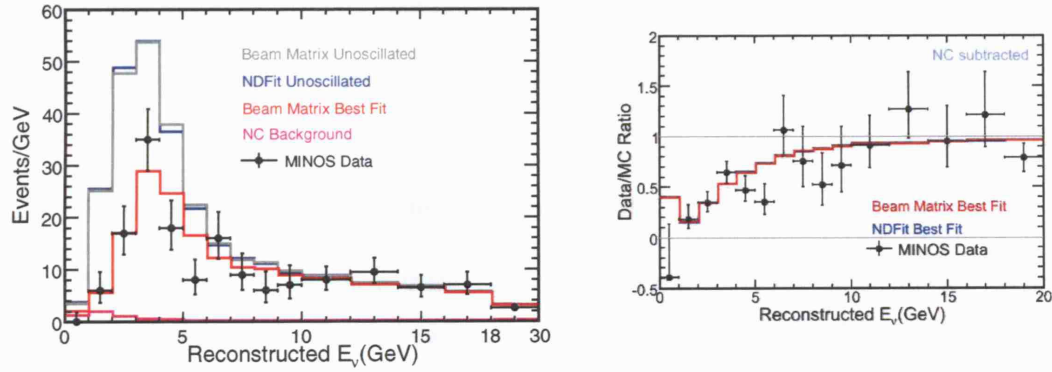 60
50
40
30
20
10
0
Events/GeV
Beam Matrix Unoscillated
NDFit Unoscillated
Beam Matrix Best Fit
NC Background
MINOS Data
0 5 10 15 18 30
Reconstructed Eν(GeV)
2
1.5
1
0.5
0
-0.5
Data/MC Ratio
NC subtracted
Beam Matrix Best Fit
NDFit Best Fit
MINOS Data
0 5 10 15 20
Reconstructed Eν(GeV)